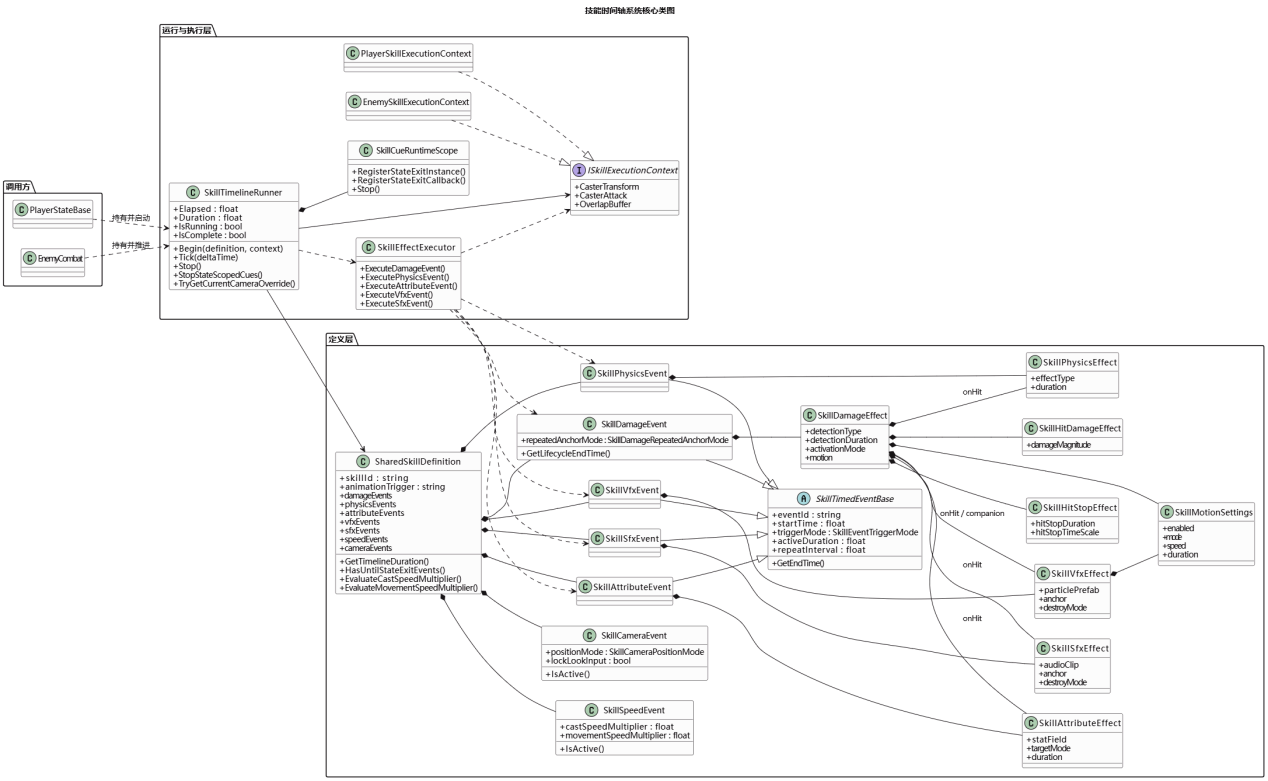 技能时间轴系统核心类图
运行与执行层
C PlayerSkillExecutionContext
C EnemySkillExecutionContext
C SkillCueRuntimeScope
+RegisterStateExitInstance()
+RegisterStateExitCallback()
+Stop()
I ISkillExecutionContext
+CasterTransform
+CasterAttack
+OverlapBuffer
调用方
C PlayerStateBase
C EnemyCombat
持有并启动
持有并推进
C SkillTimelineRunner
+Elapsed : float
+Duration : float
+IsRunning : bool
+IsComplete : bool
+Begin(definition, context)
+Tick(deltaTime)
+Stop()
+StopStateScopedCues()
+TryGetCurrentCameraOverride()
C SkillEffectExecutor
+ExecuteDamageEvent()
+ExecutePhysicsEvent()
+ExecuteAttributeEvent()
+ExecuteVfxEvent()
+ExecuteSfxEvent()
定义层
C SkillPhysicsEvent
C SkillPhysicsEffect
+effectType
+duration
onHit
C SkillDamageEvent
+repeatedAnchorMode : SkillDamageRepeatedAnchorMode
+GetLifecycleEndTime()
C SkillDamageEffect
+detectionType
+detectionDuration
+activationMode
+motion
C SkillHitDamageEffect
+damageMagnitude
C SharedSkillDefinition
+skillId : string
+animationTrigger : string
+damageEvents
+physicsEvents
+attributeEvents
+vfxEvents
+sfxEvents
+speedEvents
+cameraEvents
+GetTimelineDuration()
+HasUntilStateExitEvents()
+EvaluateCastSpeedMultiplier()
+EvaluateMovementSpeedMultiplier()
C SkillVfxEvent
C SkillSfxEvent
C SkillAttributeEvent
A SkillTimedEventBase
+eventId : string
+startTime : float
+triggerMode : SkillEventTriggerMode
+activeDuration : float
+repeatInterval : float
+GetEndTime()
C SkillHitStopEffect
+hitStopDuration
+hitStopTimeScale
C SkillMotionSettings
+enabled
+mode
+speed
+duration
onHit / companion
onHit
onHit
C SkillVfxEffect
+particlePrefab
+anchor
+destroyMode
C SkillCameraEvent
+positionMode : SkillCameraPositionMode
+lockLookInput : bool
+IsActive()
C SkillSfxEffect
+audioClip
+anchor
+destroyMode
C SkillSpeedEvent
+castSpeedMultiplier : float
+movementSpeedMultiplier : float
+IsActive()
C SkillAttributeEffect
+statField
+targetMode
+duration